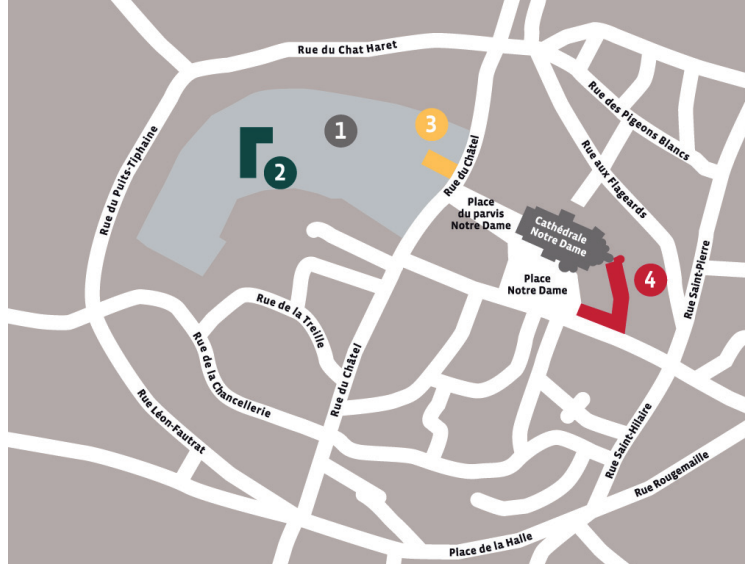 Rue du Chat Haret
Rue des Pigeons Blancs
1
3
2
Rue du Puits-Tiphaine
Rue du Châtel
Rue aux Flageards
Place
du parvis
Notre Dame
Cathédrale
Notre Dame
Place
Notre Dame
4
Rue Saint-Pierre
Rue de la Treille
Rue de la Chancellerie
Rue du Châtel
Rue Léon-Fautrat
Rue Saint-Hilaire
Rue Rougemaille
Place de la Halle